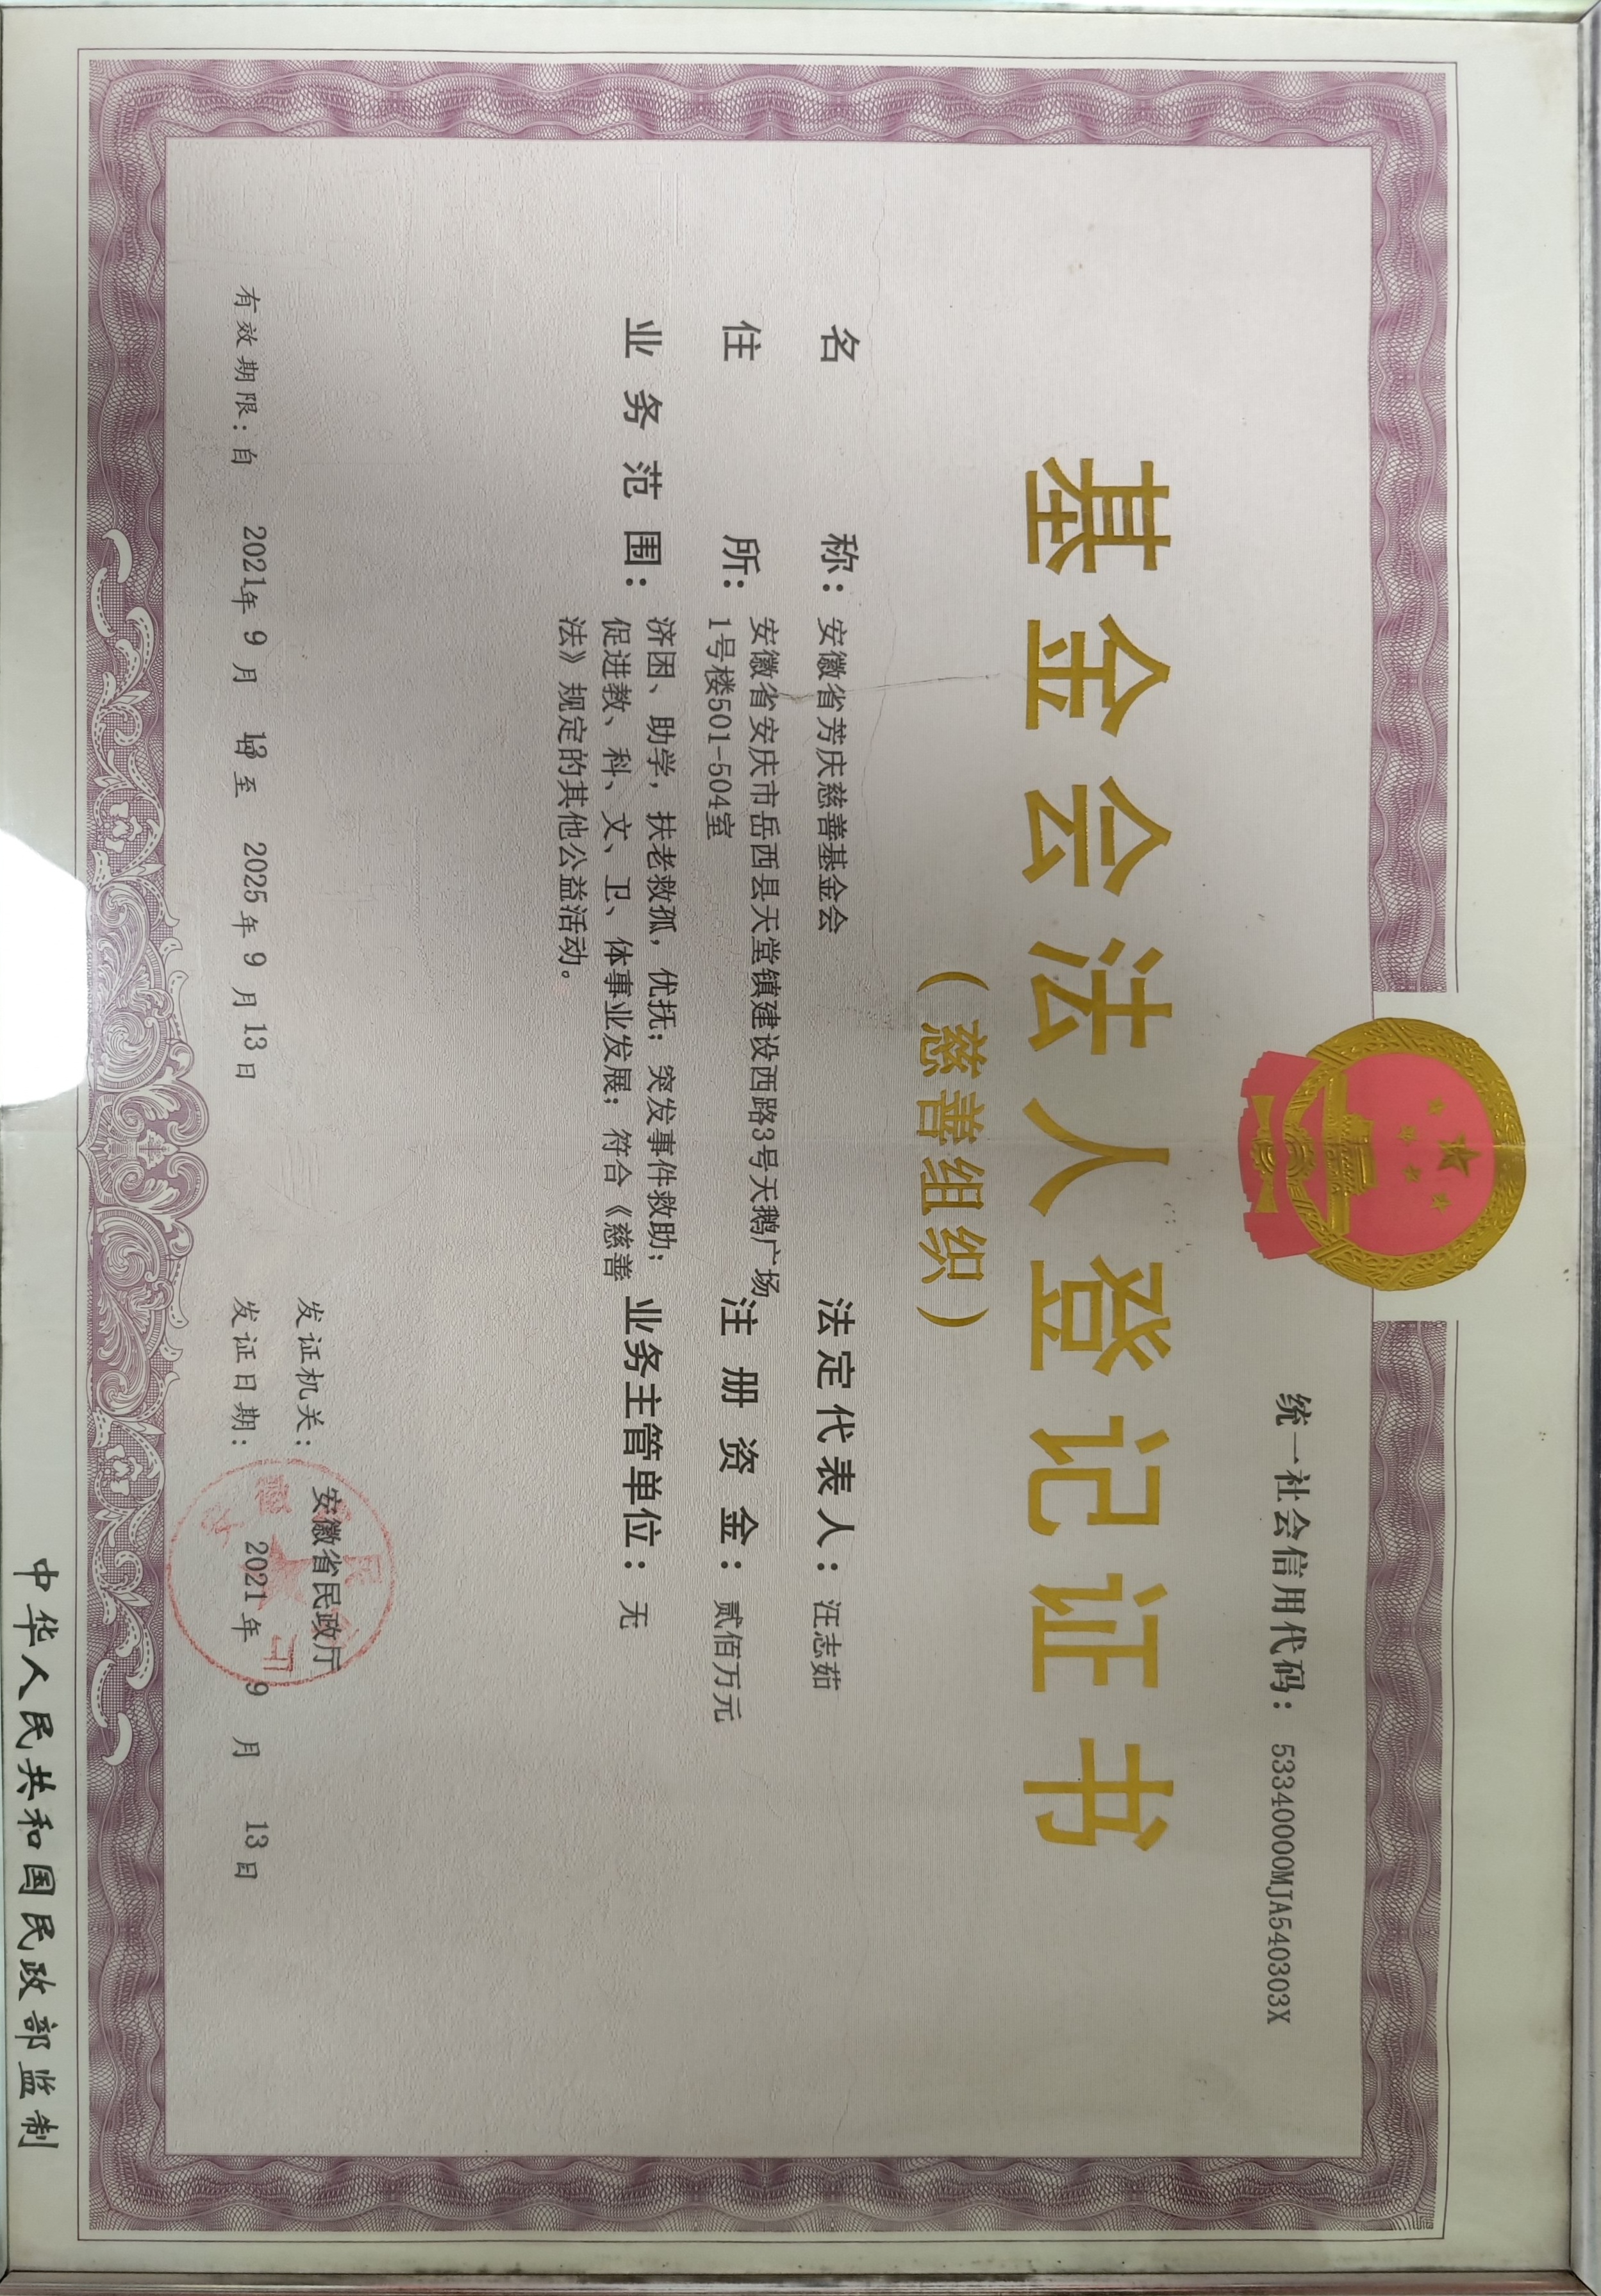 统一社会信用代码：53340000MJA540303X
基金会法人登记证书
（慈善组织）
名称：安徽省芳庆慈善基金会
法定代表人：汪志茹
住所：安徽省安庆市岳西县天堂镇建设西路3号天鹅广场
1号楼501-504室
注册资金：贰佰万元
业务范围：济困、助学，扶老救孤，优抚；突发事件救助；
促进教、科、文、卫、体事业发展；符合《慈善
法》规定的其他公益活动。
业务主管单位：无
发证机关：安徽省民政厅
有效期限：自 2021年 9 月 13日至 2025年 9 月 13日
发证日期：2021年 9 月 13日
中华人民共和国民政部监制